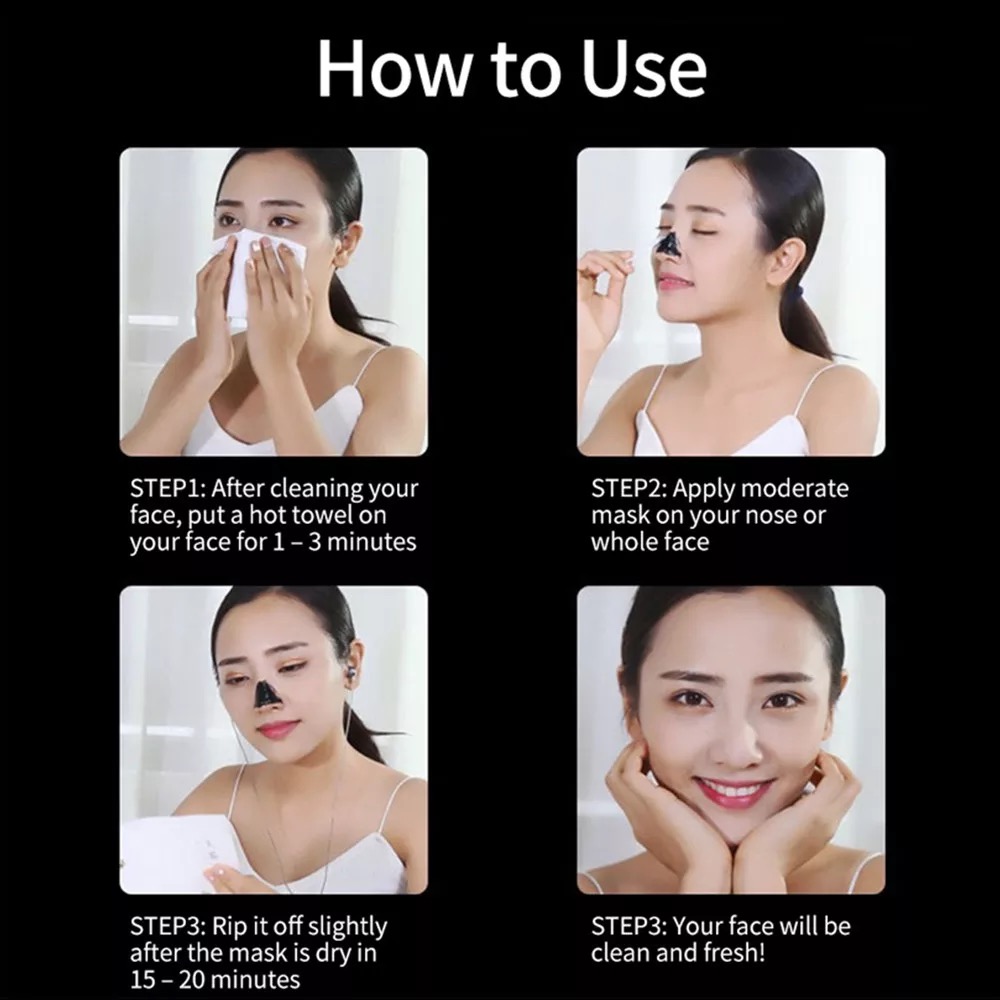 How to Use
STEP1: After cleaning your
face, put a hot towel on
your face for 1 – 3 minutes
STEP2: Apply moderate
mask on your nose or
whole face
STEP3: Rip it off slightly
after the mask is dry in
15 – 20 minutes
STEP3: Your face will be
clean and fresh!